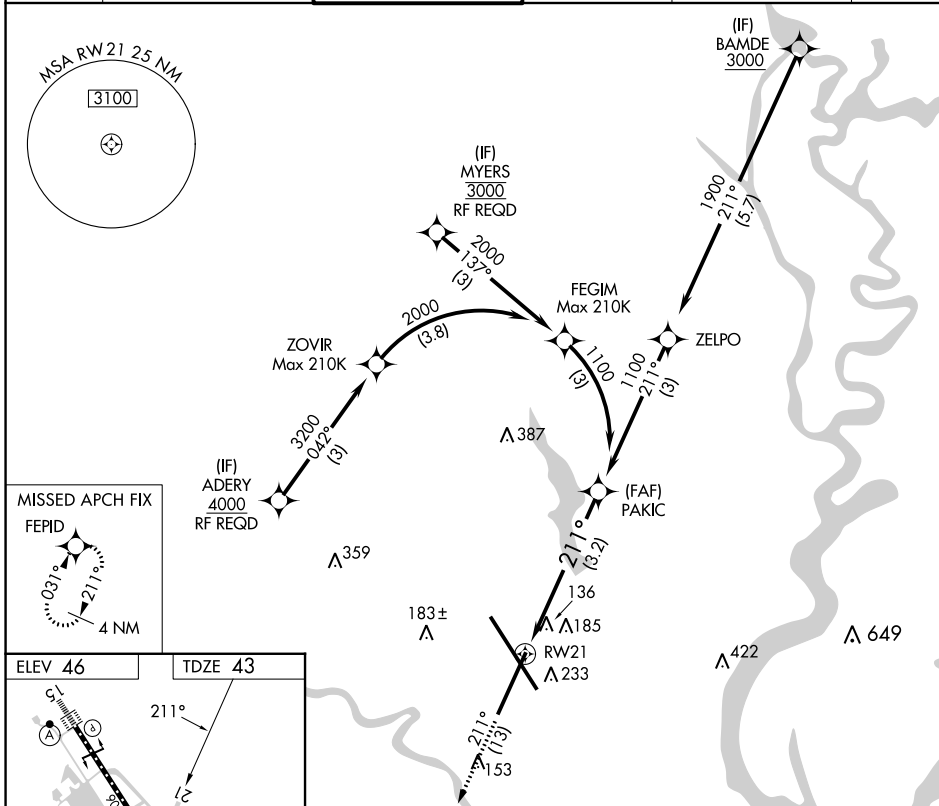 MSA RW21 25 NM
3100
(IF)
BAMDE
3000
1900
211°
(5.7)
(IF)
MYERS
3000
RF REQD
2000
137°
(3)
FEGIM
Max 210K
2000
(3.8)
ZOVIR
Max 210K
1100
(3)
ZELPO
1100
211°
(3)
3200
042°
(3)
387
(IF)
ADERY
4000
RF REQD
(FAF)
PAKIC
211°
(3.2)
MISSED APCH FIX
FEPID
031°
211°
4 NM
359
136
183±
185
RW21
233
422
649
211°
(13)
153
ELEV 46
TDZE 43
15
A
P
211°
21